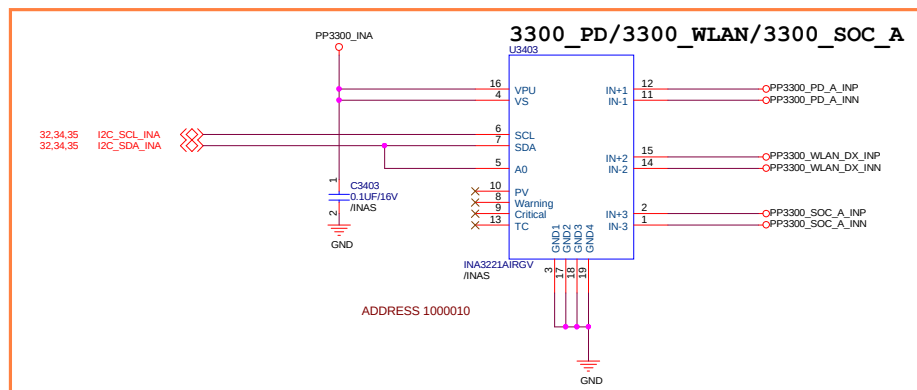 3300_PD/3300_WLAN/3300_SOC_A
PP3300_INA
U3403
16 VPU
4 VS
IN+1 12 PP3300_PD_A_INP
IN-1 11 PP3300_PD_A_INN
32,34,35 I2C_SCL_INA 6 SCL
32,34,35 I2C_SDA_INA 7 SDA
IN+2 15 PP3300_WLAN_DX_INP
IN-2 14 PP3300_WLAN_DX_INN
5 A0
1
C3403
0.1UF/16V
/INAS
2
GND
10 PV
8 Warning
9 Critical
13 TC
IN+3 2 PP3300_SOC_A_INP
IN-3 1 PP3300_SOC_A_INN
GND1
GND2
GND3
GND4
INA3221AIRGV
/INAS
3
17
18
19
ADDRESS 1000010
GND